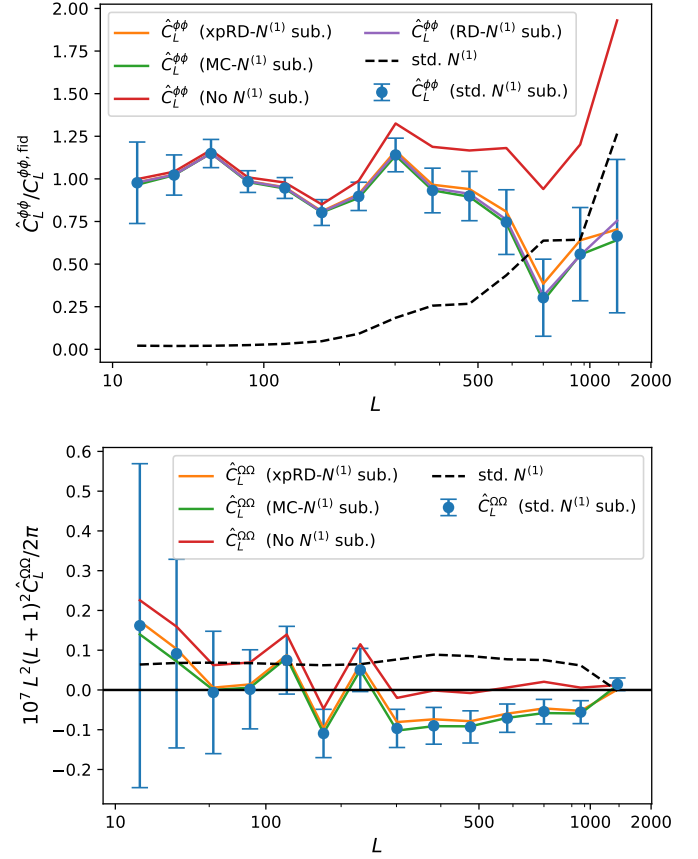 2.00
1.75
1.50
1.25
1.00
0.75
0.50
0.25
0.00
Ĉ_L^{ϕϕ}/C_L^{ϕϕ, fid}
Ĉ_L^{ϕϕ} (xpRD-N^{(1)} sub.)
Ĉ_L^{ϕϕ} (MC-N^{(1)} sub.)
Ĉ_L^{ϕϕ} (No N^{(1)} sub.)
Ĉ_L^{ϕϕ} (RD-N^{(1)} sub.)
std. N^{(1)}
Ĉ_L^{ϕϕ} (std. N^{(1)} sub.)
10 100 500 1000 2000
L
0.6
0.5
0.4
0.3
0.2
0.1
0.0
−0.1
−0.2
10^7 L^2(L + 1)^2Ĉ_L^{ΩΩ}/2π
Ĉ_L^{ΩΩ} (xpRD-N^{(1)} sub.)
Ĉ_L^{ΩΩ} (MC-N^{(1)} sub.)
Ĉ_L^{ΩΩ} (No N^{(1)} sub.)
std. N^{(1)}
Ĉ_L^{ΩΩ} (std. N^{(1)} sub.)
10 100 500 1000 2000
L